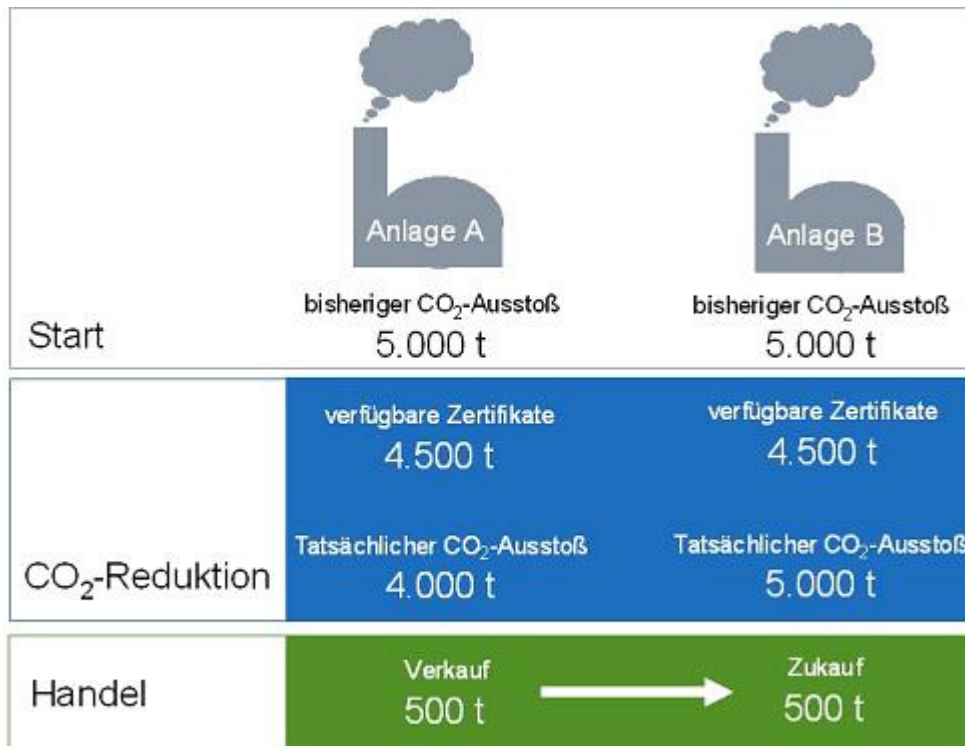 Anlage A
Anlage B
bisheriger CO₂-Ausstoß
5.000 t
bisheriger CO₂-Ausstoß
5.000 t
Start
verfügbare Zertifikate
4.500 t
verfügbare Zertifikate
4.500 t
Tatsächlicher CO₂-Ausstoß
4.000 t
Tatsächlicher CO₂-Ausstoß
5.000 t
CO₂-Reduktion
Verkauf
500 t
Zukauf
500 t
Handel